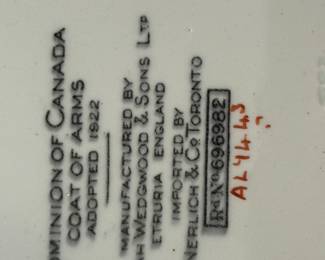 OMINION OF CANADA
COAT OF ARMS
ADOPTED 1922
MANUFACTURED BY
AH WEDGWOOD & SONS LTD
ETRURIA ENGLAND
IMPORTED BY
NERLICH & CO TORONTO
RD NO 696982